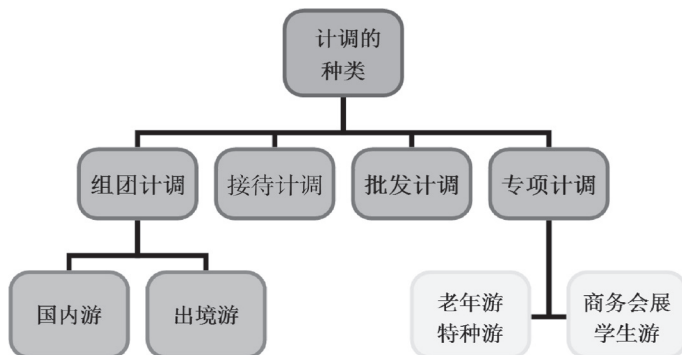 计调的
种类
组团计调
接待计调
批发计调
专项计调
国内游
出境游
老年游
特种游
商务会展
学生游